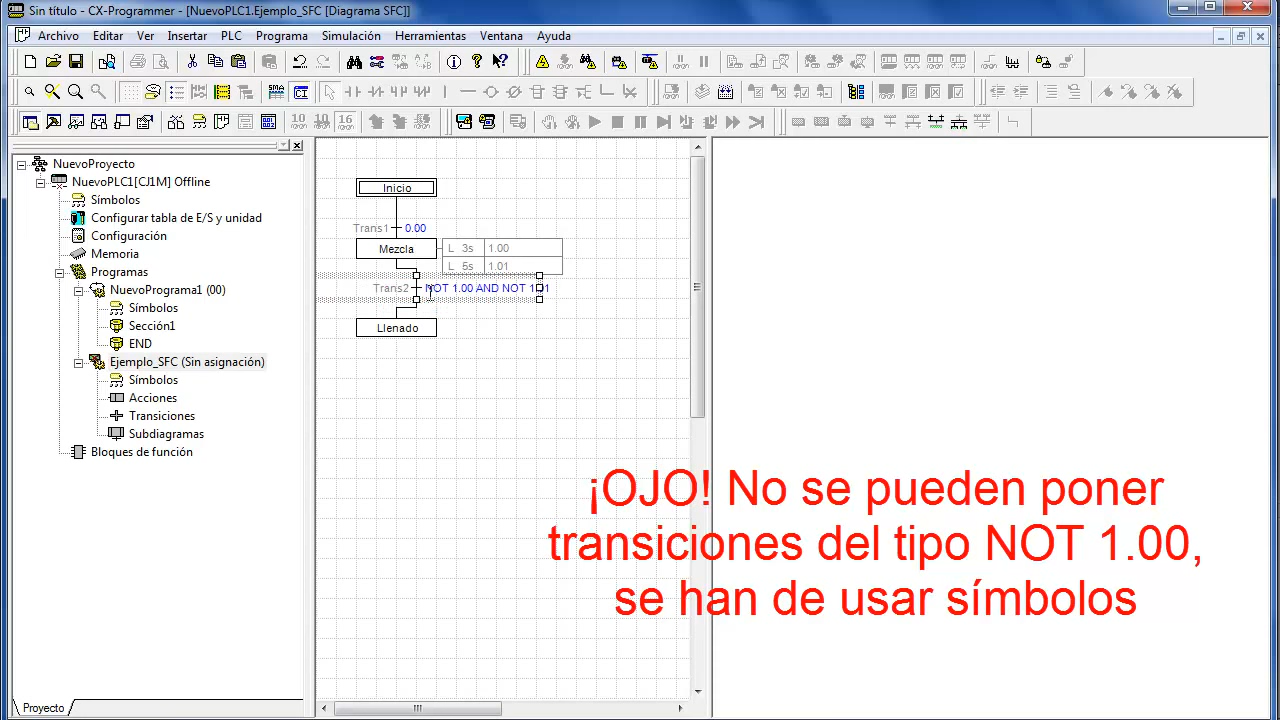 Sin título - CX-Programmer - [NuevoPLC1.Ejemplo_SFC [Diagrama SFC]]
Archivo Editar Ver Insertar PLC Programa Simulación Herramientas Ventana Ayuda
10 16
NuevoProyecto
NuevoPLC1[CJ1M] Offline
Símbolos
Configurar tabla de E/S y unidad
Configuración
Memoria
Programas
NuevoPrograma1 (00)
Símbolos
Sección1
END
Ejemplo_SFC (Sin asignación)
Símbolos
Acciones
Transiciones
Subdiagramas
Bloques de función
Proyecto
Inicio
Trans1 0.00
Mezcla L 3s 1.00
L 5s 1.01
Trans2 NOT 1.00 AND NOT 1.01
Llenado
¡OJO! No se pueden poner
transiciones del tipo NOT 1.00,
se han de usar símbolos